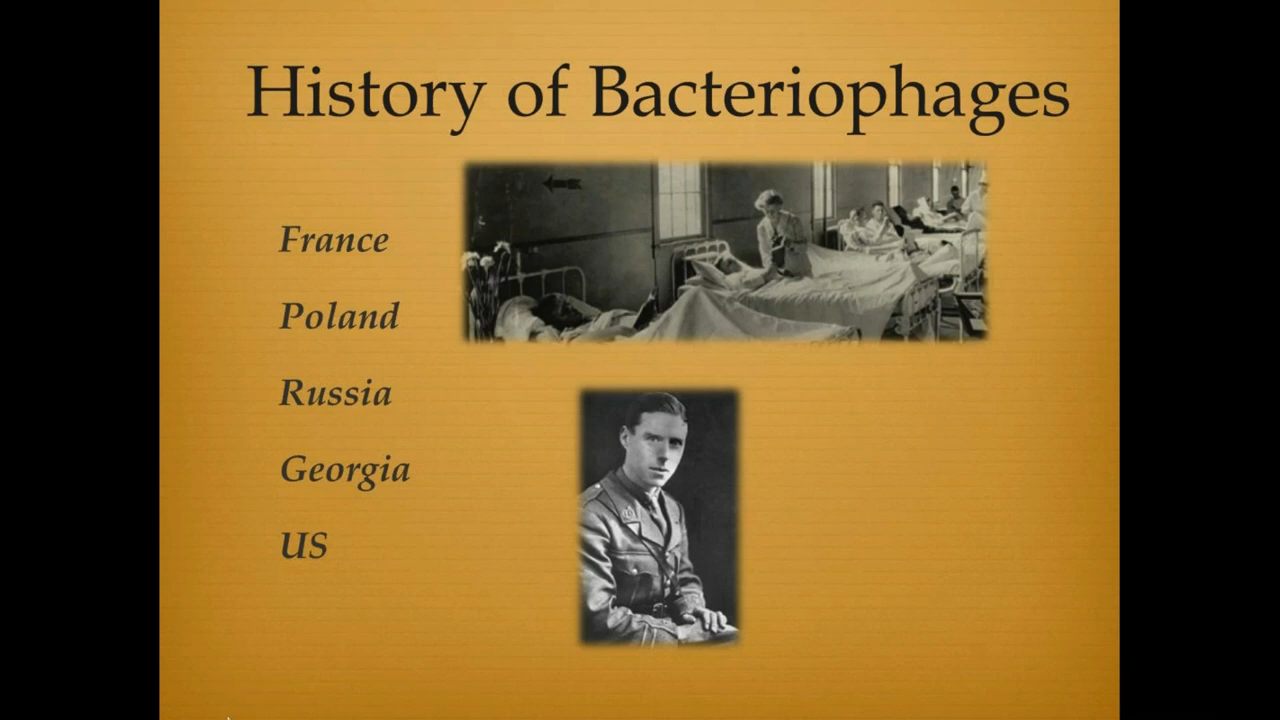 History of Bacteriophages
France
Poland
Russia
Georgia
US